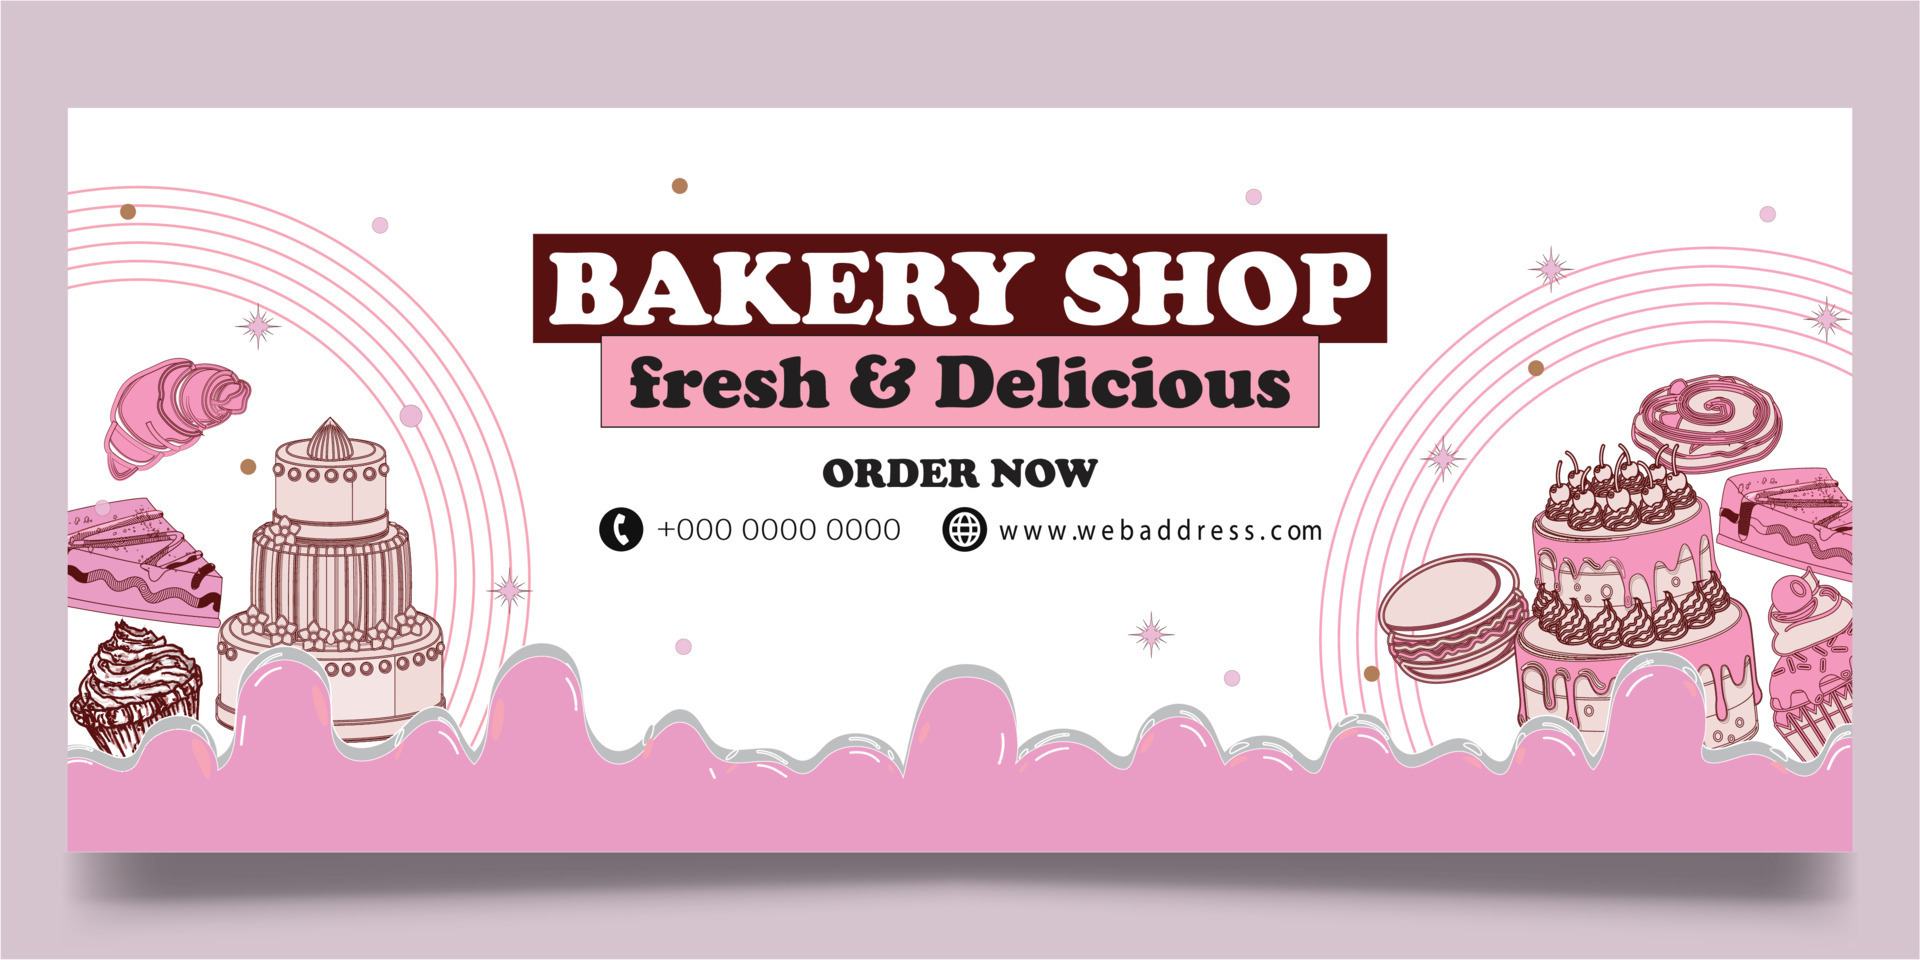 BAKERY SHOP
fresh & Delicious
ORDER NOW
+000 0000 0000
www.webaddress.com